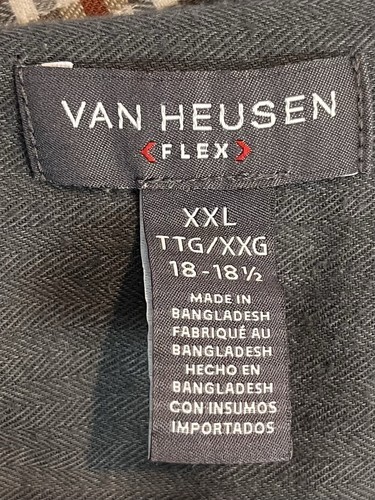 VAN HEUSEN
FLEX
XXL
TTG/XXG
18-18½
MADE IN
BANGLADESH
FABRIQUÉ AU
BANGLADESH
HECHO EN
BANGLADESH
CON INSUMOS
IMPORTADOS